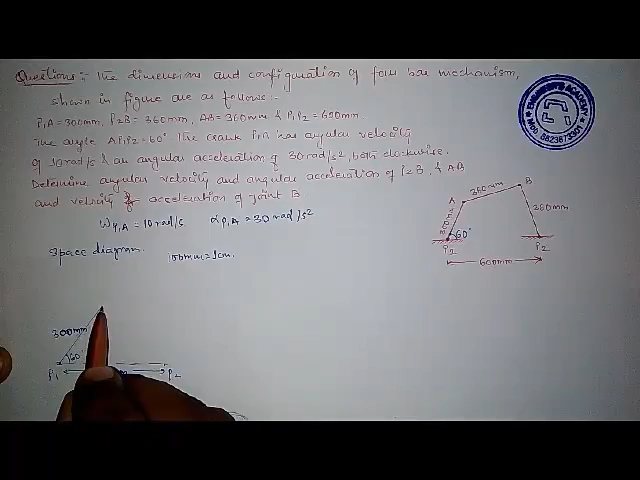 Questions:- The dimensions and configuration of four bar mechanism,
shown in figure are as follows:-
P1A = 300mm, P2B = 360mm, AB = 360mm & P1P2 = 600mm.
The angle AP1P2 = 60°. The crank P1A has angular velocity
of 10rad/s & an angular acceleration of 30 rad/s², both clockwise.
Determine angular velocity and angular acceleration of P2B, & AB
and velocity & acceleration of joint B
ωP1A = 10 rad/s. αP1A = 30 rad/s²
Space diagram.
100mm = 1cm.
A
360mm
B
300mm
360mm
60°
P1
P2
600mm
300mm
60°
P1
P2
ACADEMY